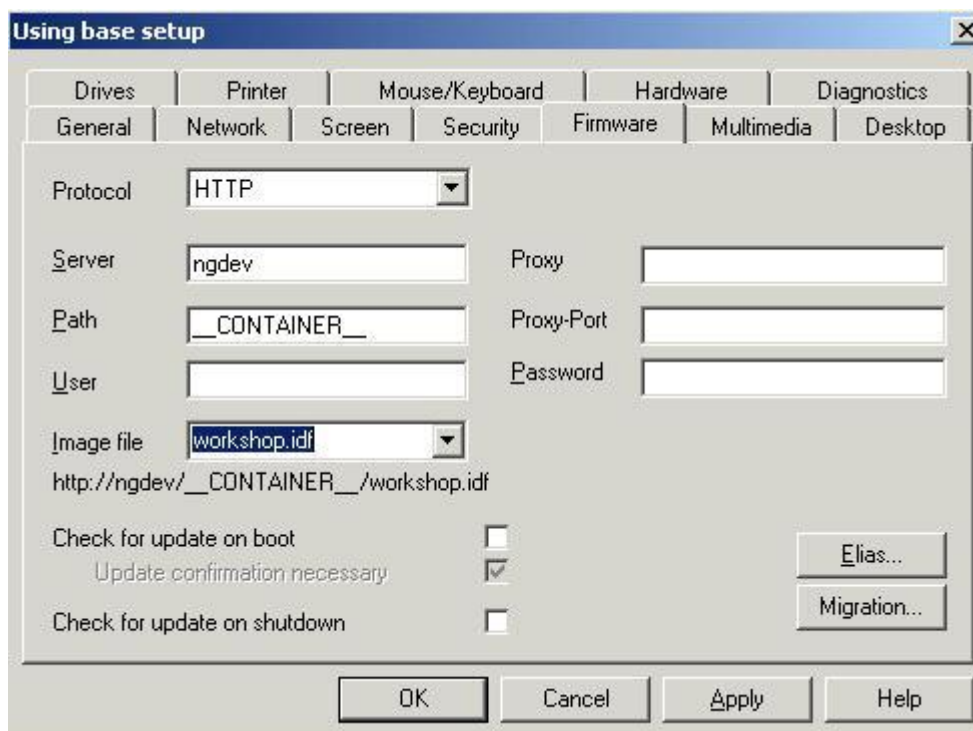 Using base setup
Drives Printer Mouse/Keyboard Hardware Diagnostics
General Network Screen Security Firmware Multimedia Desktop
Protocol HTTP
Server ngdev Proxy
Path __CONTAINER__ Proxy-Port
User Password
Image file workshop.idf
http://ngdev/__CONTAINER__/workshop.idf
Check for update on boot
Update confirmation necessary Elias...
Check for update on shutdown Migration...
OK Cancel Apply Help